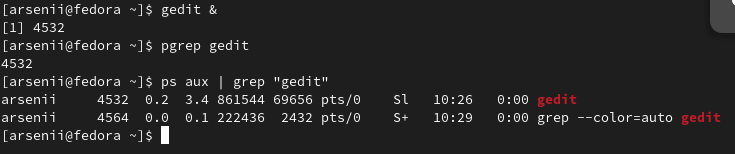 [arsenii@fedora ~]$ gedit &
[1] 4532
[arsenii@fedora ~]$ pgrep gedit
4532
[arsenii@fedora ~]$ ps aux | grep "gedit"
arsenii     4532  0.2  3.4 861544 69656 pts/0    Sl   10:26   0:00 gedit
arsenii     4564  0.0  0.1 222436  2432 pts/0    S+   10:29   0:00 grep --color=auto gedit
[arsenii@fedora ~]$